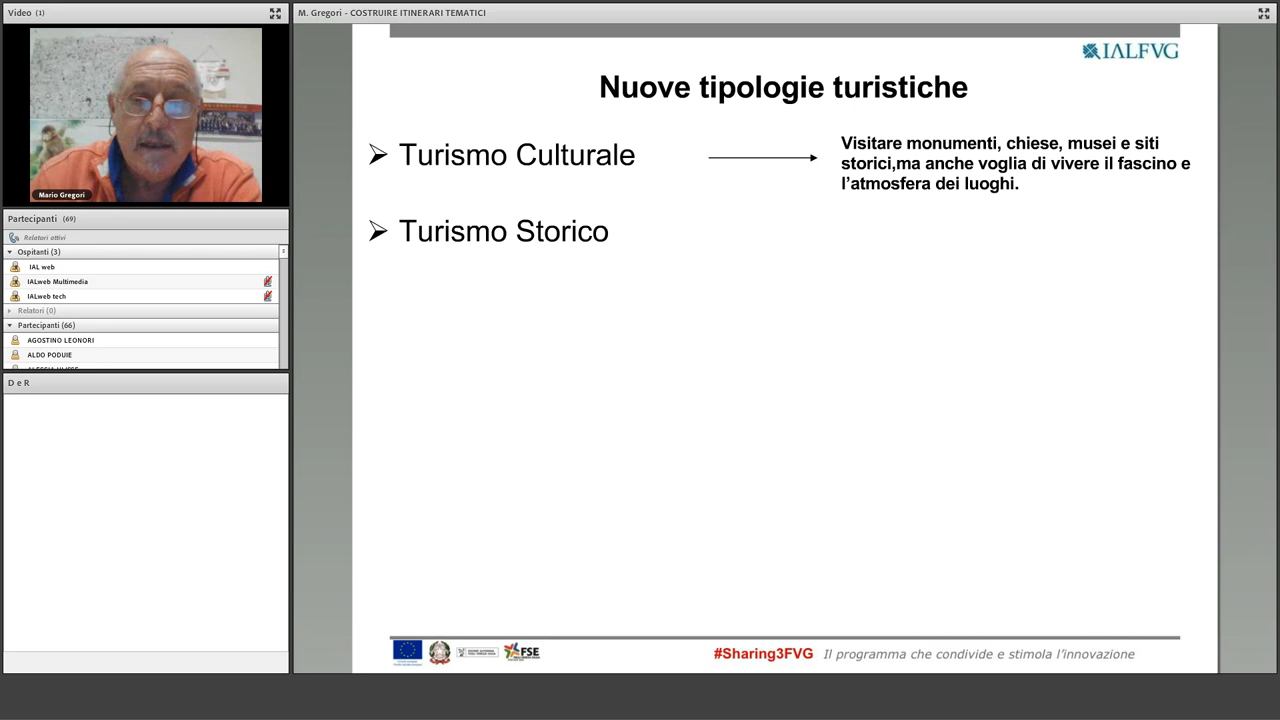 Video (1)
Mario Gregori
Partecipanti (69)
Relatori attivi
Ospitanti (3)
IAL web
IALweb Multimedia
IALweb tech
Relatori (0)
Partecipanti (66)
AGOSTINO LEONORI
ALDO PODUIE
D e R
M. Gregori - COSTRUIRE ITINERARI TEMATICI
IALFVG
Nuove tipologie turistiche
Turismo Culturale
Visitare monumenti, chiese, musei e siti
storici,ma anche voglia di vivere il fascino e
l'atmosfera dei luoghi.
Turismo Storico
FSE
#Sharing3FVG Il programma che condivide e stimola l'innovazione